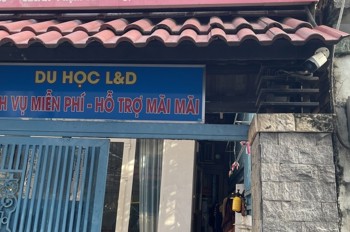 DU HỌC L&D
VỤ MIỄN PHÍ - HỖ TRỢ MÃI MÃI